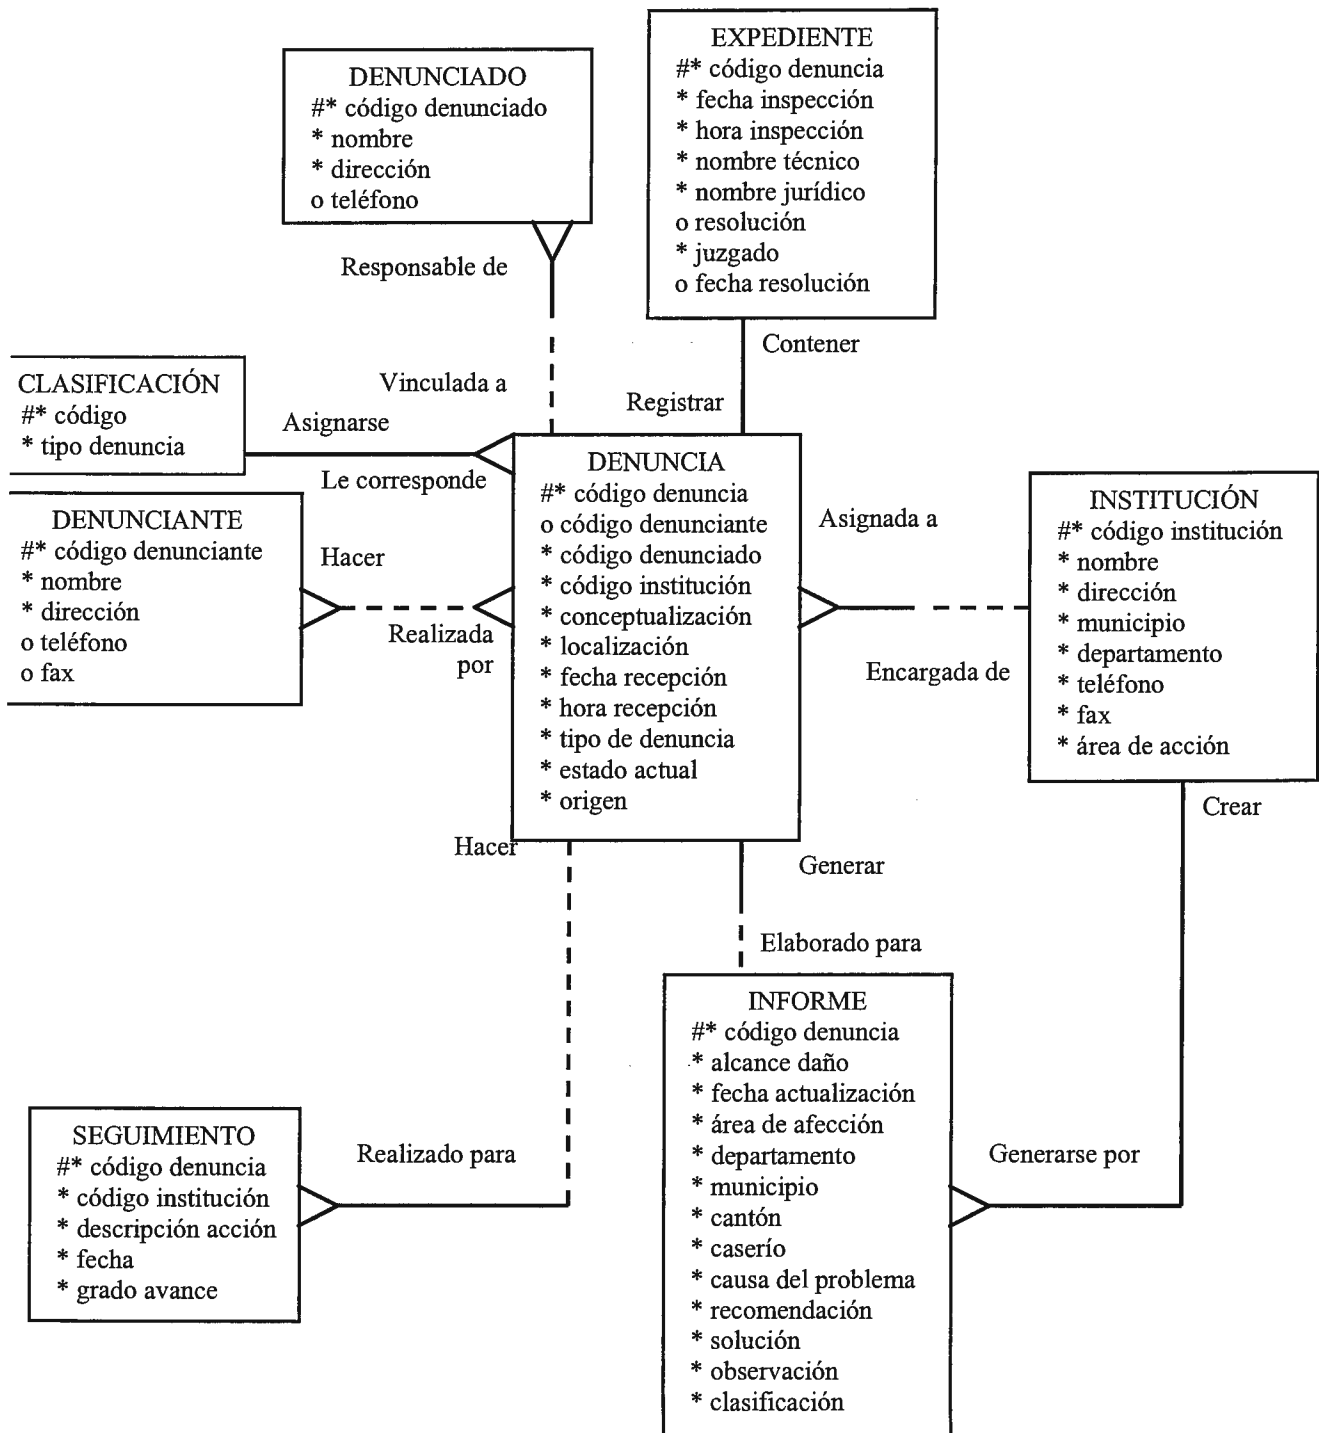 EXPEDIENTE
#* código denuncia
* fecha inspección
* hora inspección
* nombre técnico
* nombre jurídico
o resolución
* juzgado
o fecha resolución
DENUNCIADO
#* código denunciado
* nombre
* dirección
o teléfono
Responsable de
Contener
Vinculada a
Registrar
CLASIFICACIÓN
#* código
* tipo denuncia
Asignarse
Le corresponde
DENUNCIANTE
#* código denunciante
* nombre
* dirección
o teléfono
o fax
Hacer
Realizada
por
DENUNCIA
#* código denuncia
o código denunciante
* código denunciado
* código institución
* conceptualización
* localización
* fecha recepción
* hora recepción
* tipo de denuncia
* estado actual
* origen
Asignada a
Encargada de
INSTITUCIÓN
#* código institución
* nombre
* dirección
* municipio
* departamento
* teléfono
* fax
* área de acción
Crear
Hacer
Generar
Elaborado para
INFORME
#* código denuncia
* alcance daño
* fecha actualización
* área de afección
* departamento
* municipio
* cantón
* caserío
* causa del problema
* recomendación
* solución
* observación
* clasificación
Generarse por
SEGUIMIENTO
#* código denuncia
* código institución
* descripción acción
* fecha
* grado avance
Realizado para